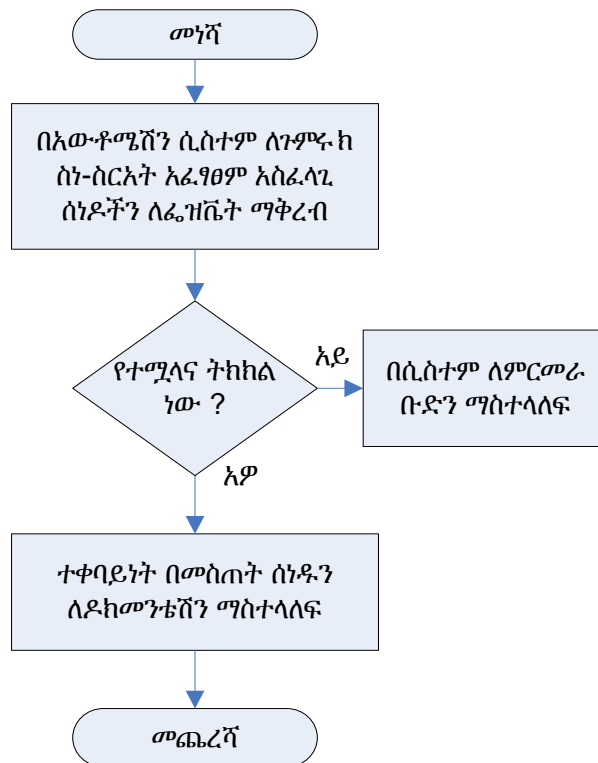 መነሻ
በአውቶሜሽን ሲስተም ለጉምሩክ
ስነ-ስርአት አፈፃፀም አስፈላጊ
ሰነዶችን ለፌዝቬት ማቅረብ
የተሟላና ትክክል
ነው ?
አይ
በሲስተም ለምርመራ
ቡድን ማስተላለፍ
አዎ
ተቀባይነት በመስጠት ሰነዱን
ለዶክመንቴሽን ማስተላለፍ
መጨረሻ